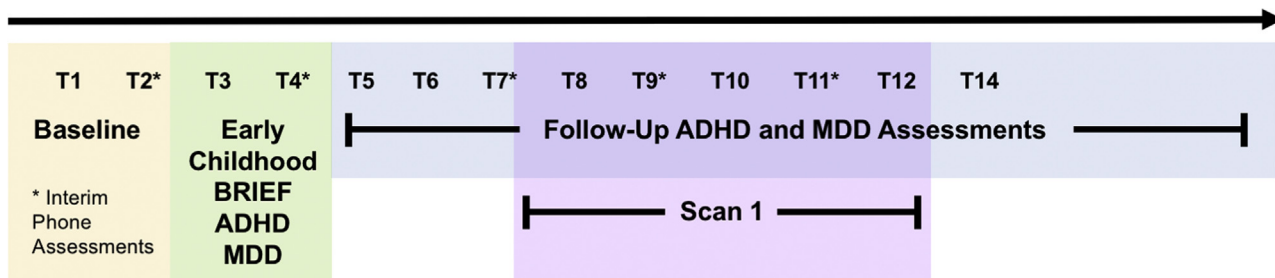 T1 T2* T3 T4* T5 T6 T7* T8 T9* T10 T11* T12 T14
Baseline
Early
Childhood
BRIEF
ADHD
MDD
Follow-Up ADHD and MDD Assessments
* Interim
Phone
Assessments
Scan 1